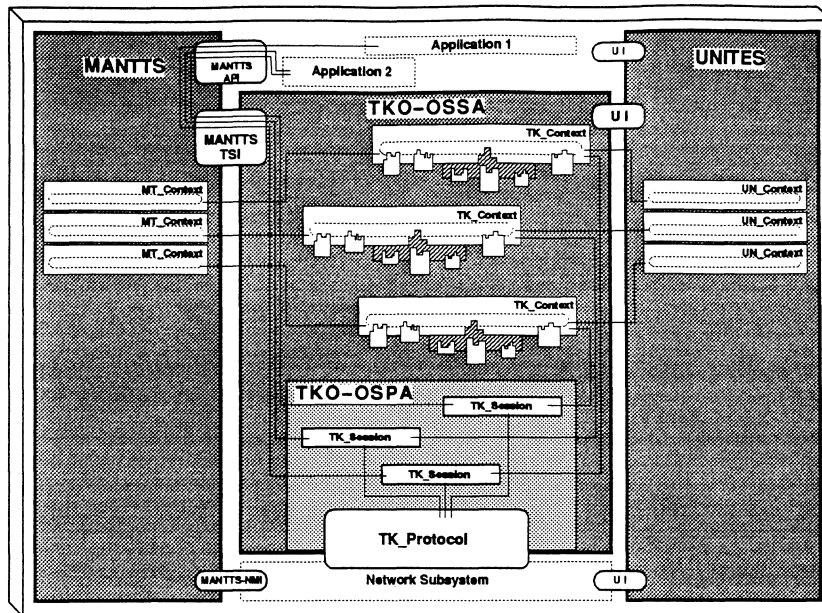 MANTTS
MANTTS
API
Application 1
Application 2
UI
UNITES
TKO-OSSA
UI
MANTTS
TSI
TK_Context
MT_Context
UN_Context
MT_Context
TK_Context
UN_Context
MT_Context
UN_Context
TK_Context
TKO-OSPA
TK_Session
TK_Session
TK_Session
TK_Protocol
MANTTS-NMI
Network Subsystem
UI